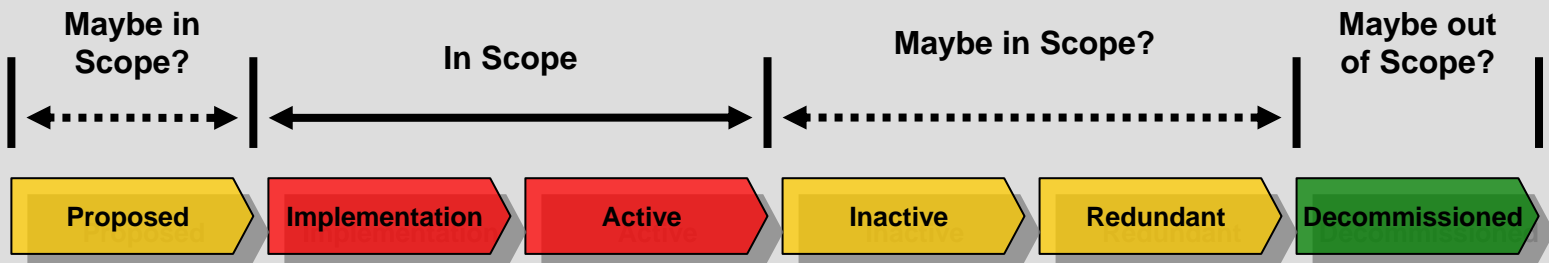 Maybe in
Scope?
In Scope
Maybe in Scope?
Maybe out
of Scope?
Proposed
Implementation
Active
Inactive
Redundant
Decommissioned